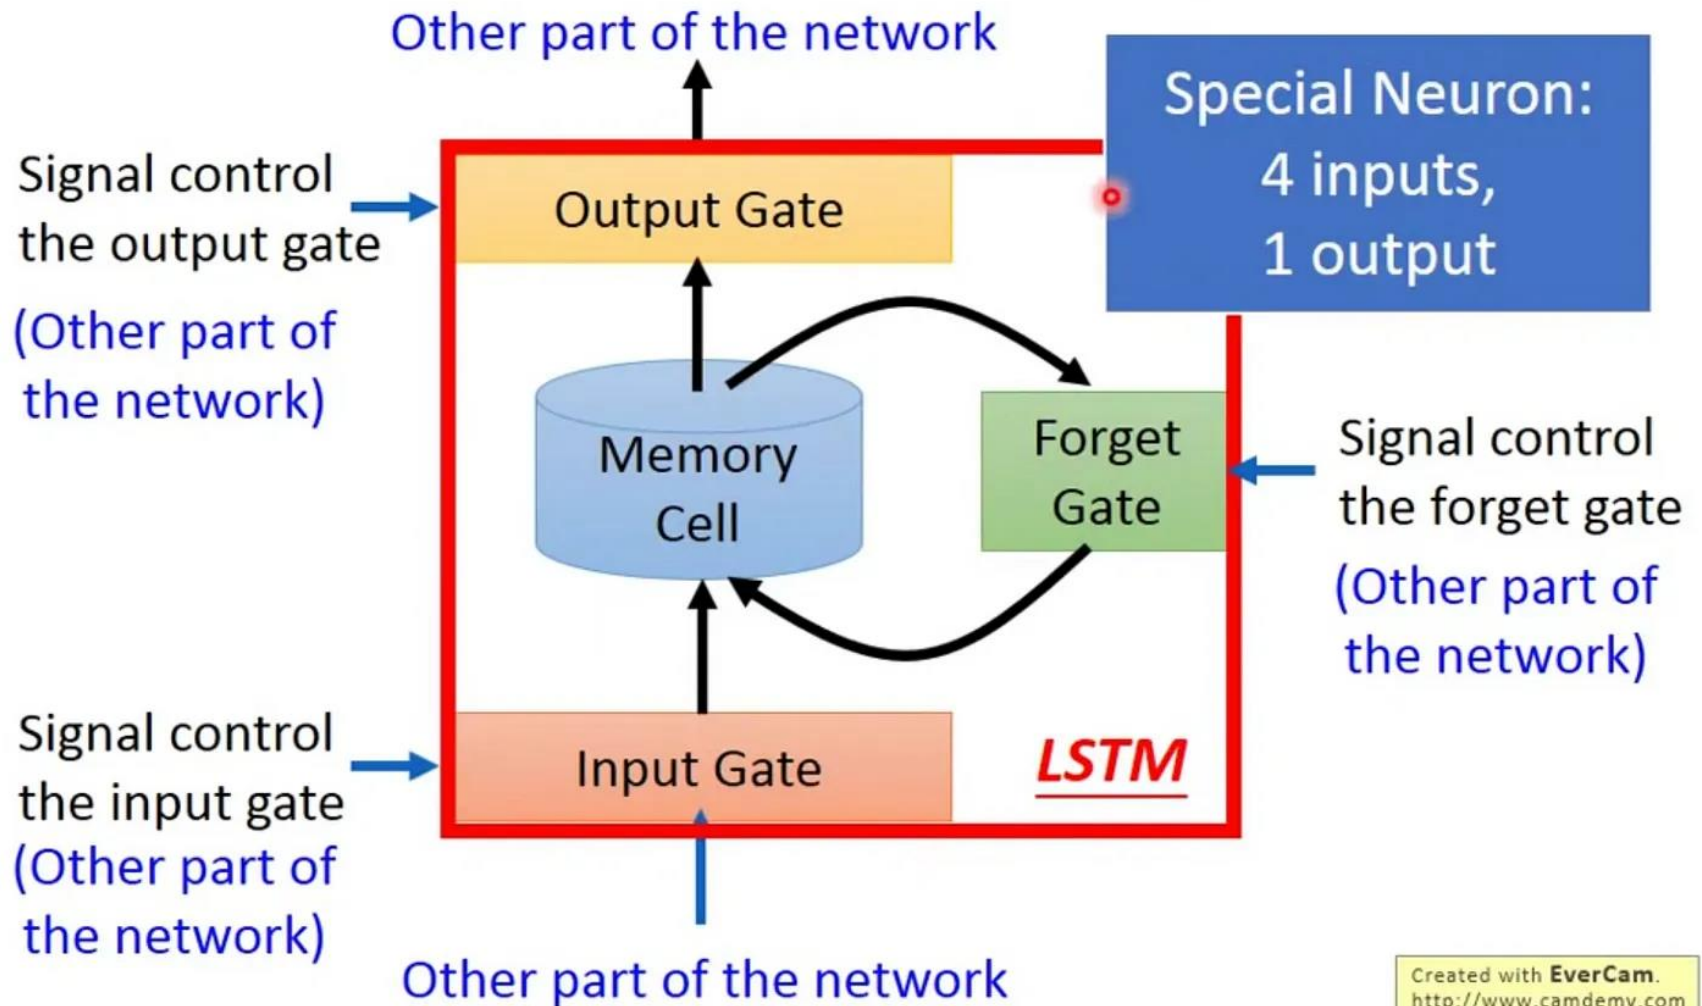 Other part of the network
Special Neuron:
4 inputs,
1 output
Signal control
the output gate
(Other part of
the network)
Output Gate
Memory
Cell
Forget
Gate
Signal control
the forget gate
(Other part of
the network)
Signal control
the input gate
(Other part of
the network)
Input Gate
LSTM
Other part of the network
Created with EverCam.
http://www.camdemy.com